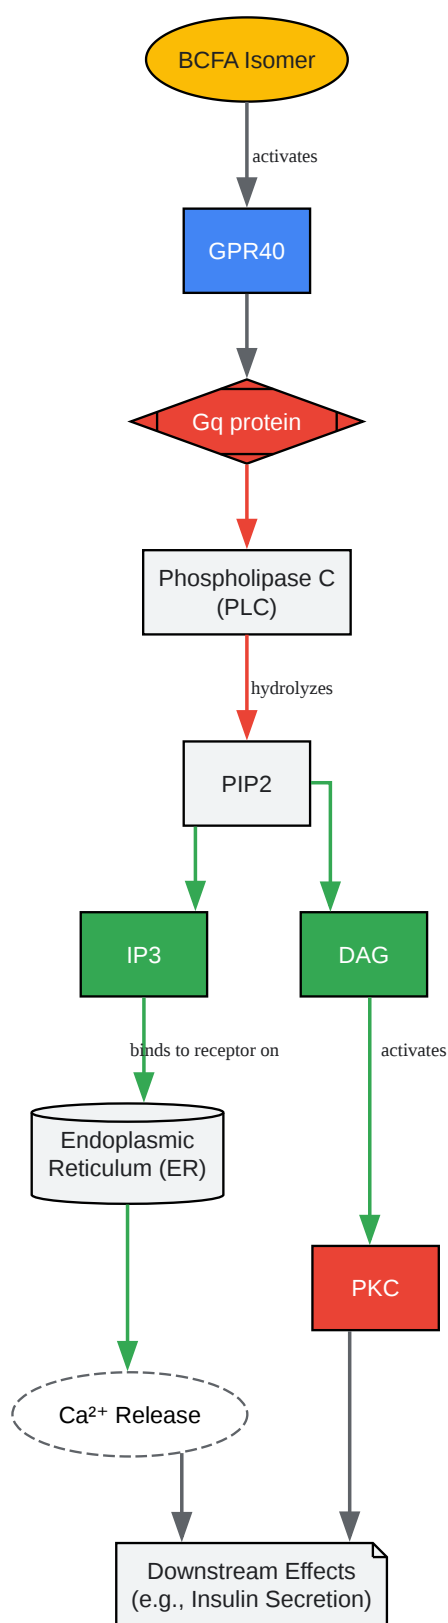 BCFA Isomer
activates
GPR40
Gq protein
Phospholipase C
(PLC)
hydrolyzes
PIP2
IP3
DAG
binds to receptor on
activates
Endoplasmic
Reticulum (ER)
PKC
Ca²⁺ Release
Downstream Effects
(e.g., Insulin Secretion)